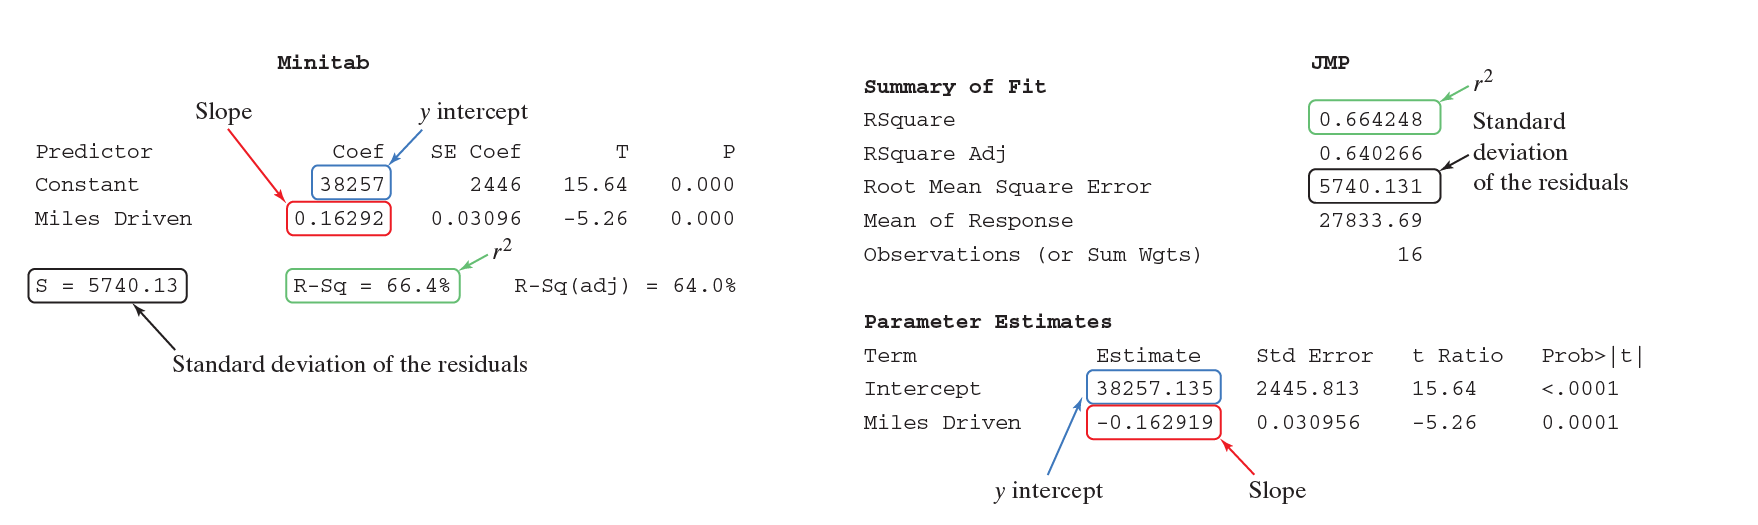 Minitab
Slope
y intercept
Predictor Coef SE Coef T P
Constant 38257 2446 15.64 0.000
Miles Driven 0.16292 0.03096 -5.26 0.000
r²
S = 5740.13 R-Sq = 66.4% R-Sq(adj) = 64.0%
Standard deviation of the residuals
JMP
r²
Summary of Fit
RSquare 0.664248
RSquare Adj 0.640266
Root Mean Square Error 5740.131
Mean of Response 27833.69
Observations (or Sum Wgts) 16
Standard
deviation
of the residuals
Parameter Estimates
Term Estimate Std Error t Ratio Prob>|t|
Intercept 38257.135 2445.813 15.64 <.0001
Miles Driven -0.162919 0.030956 -5.26 0.0001
y intercept
Slope